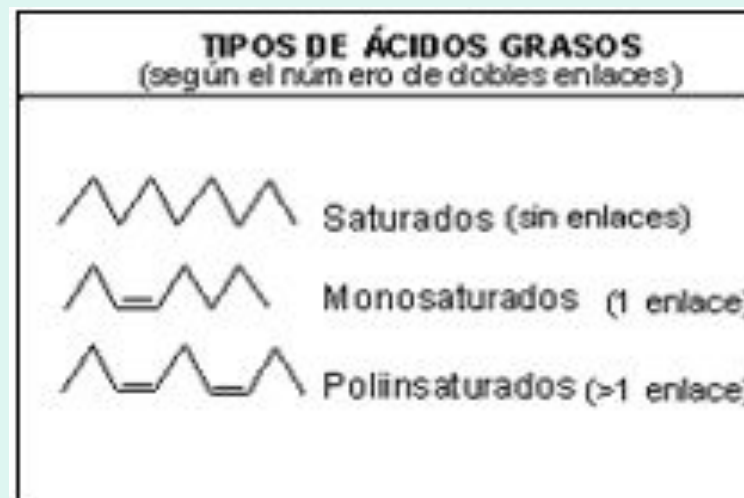 TIPOS DE ÁCIDOS GRASOS
(según el número de dobles enlaces)
Saturados (sin enlaces)
Monosaturados (1 enlace)
Poliinsaturados (>1 enlace)